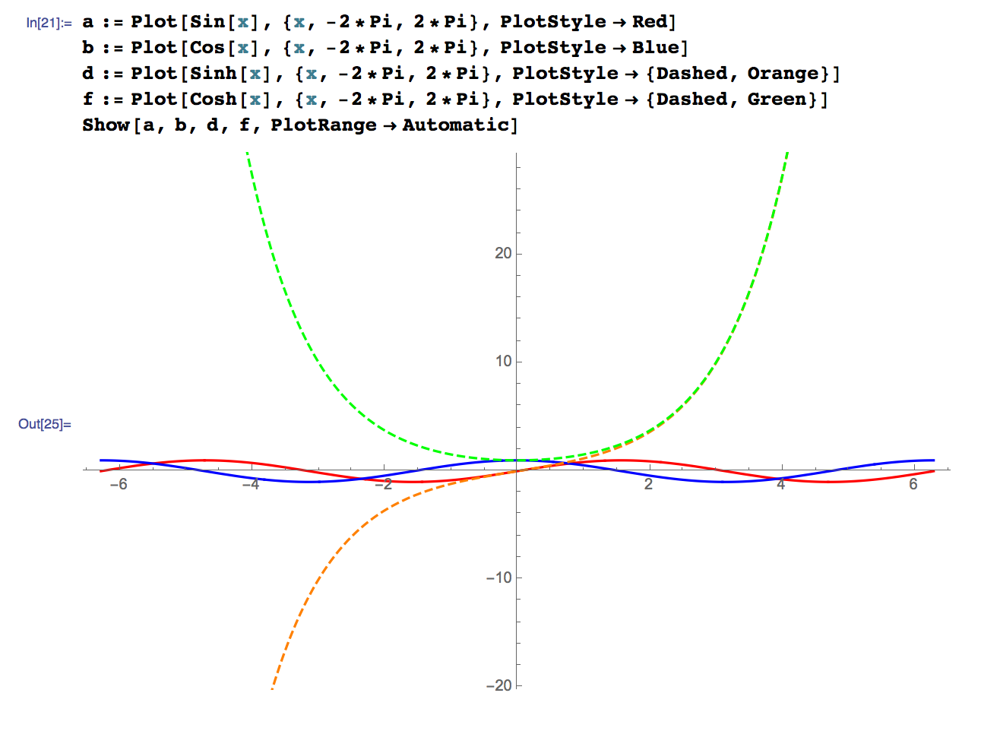 In[21]:= a := Plot[Sin[x], {x, -2*Pi, 2*Pi}, PlotStyle → Red]
b := Plot[Cos[x], {x, -2*Pi, 2*Pi}, PlotStyle → Blue]
d := Plot[Sinh[x], {x, -2*Pi, 2*Pi}, PlotStyle → {Dashed, Orange}]
f := Plot[Cosh[x], {x, -2*Pi, 2*Pi}, PlotStyle → {Dashed, Green}]
Show[a, b, d, f, PlotRange → Automatic]
20
10
Out[25]=
−6 −4 −2 2 4 6
−10
−20